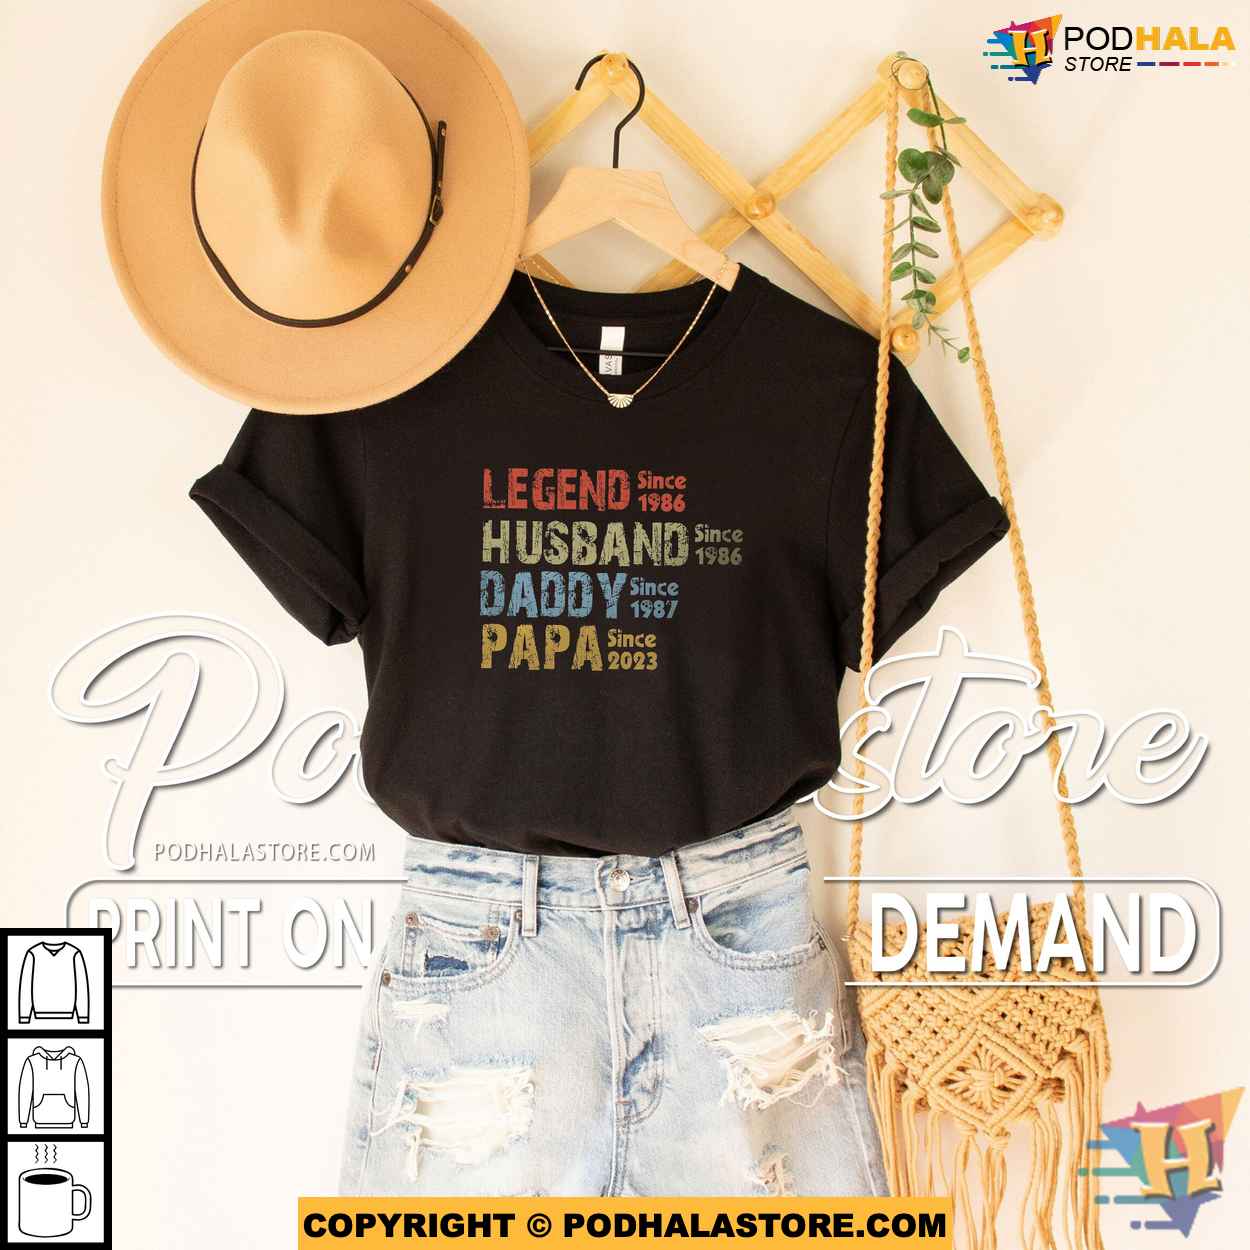 PODHALA
STORE
VAS
LEGEND Since 1986
HUSBAND Since 1986
DADDY Since 1987
PAPA Since 2023
PODHALASTORE.COM
PRINT ON DEMAND
COPYRIGHT © PODHALASTORE.COM